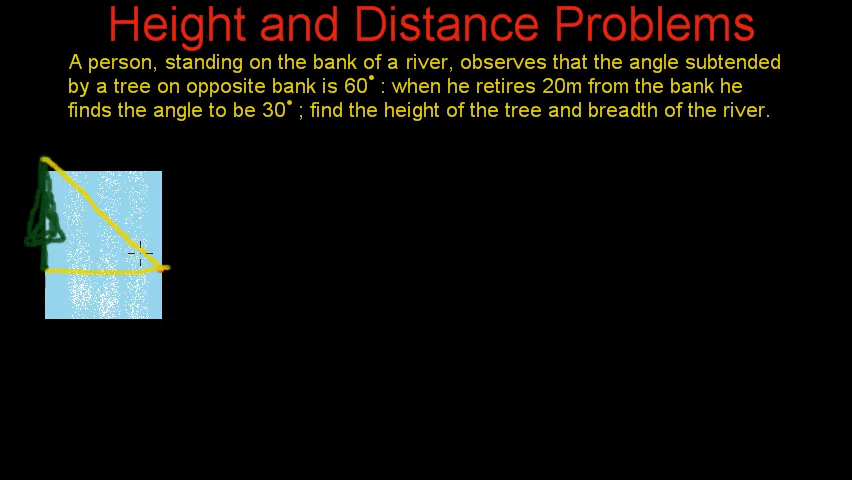 Height and Distance Problems
A person, standing on the bank of a river, observes that the angle subtended
by a tree on opposite bank is 60° : when he retires 20m from the bank he
finds the angle to be 30° ; find the height of the tree and breadth of the river.